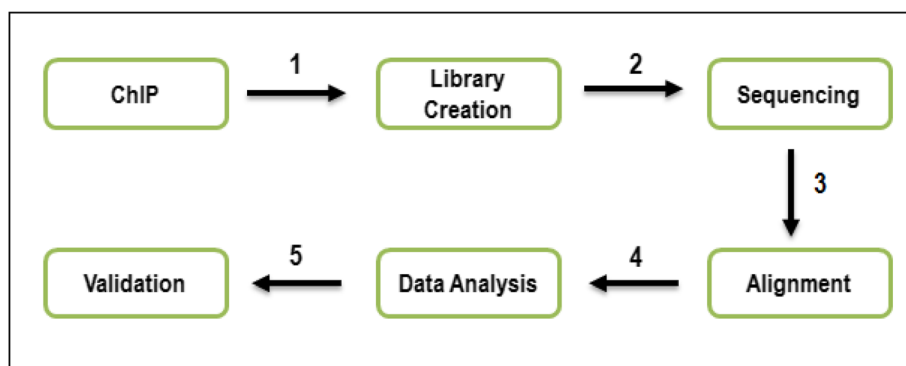 ChIP
1
Library
Creation
2
Sequencing
3
Alignment
4
Data Analysis
5
Validation